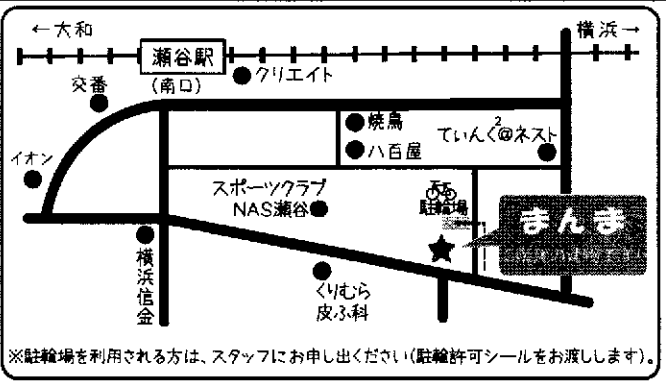 ←大和
横浜→
瀬谷駅
(南口)
クリエイト
交番
焼鳥
八百屋
てぃんく²@ネスト
イオン
スポーツクラブ
NAS瀬谷
駐輪場
まんま
横浜信金
くりむら
皮ふ科
※駐輪場を利用される方は、スタッフにお申し出ください(駐輪許可シールをお渡しします)。